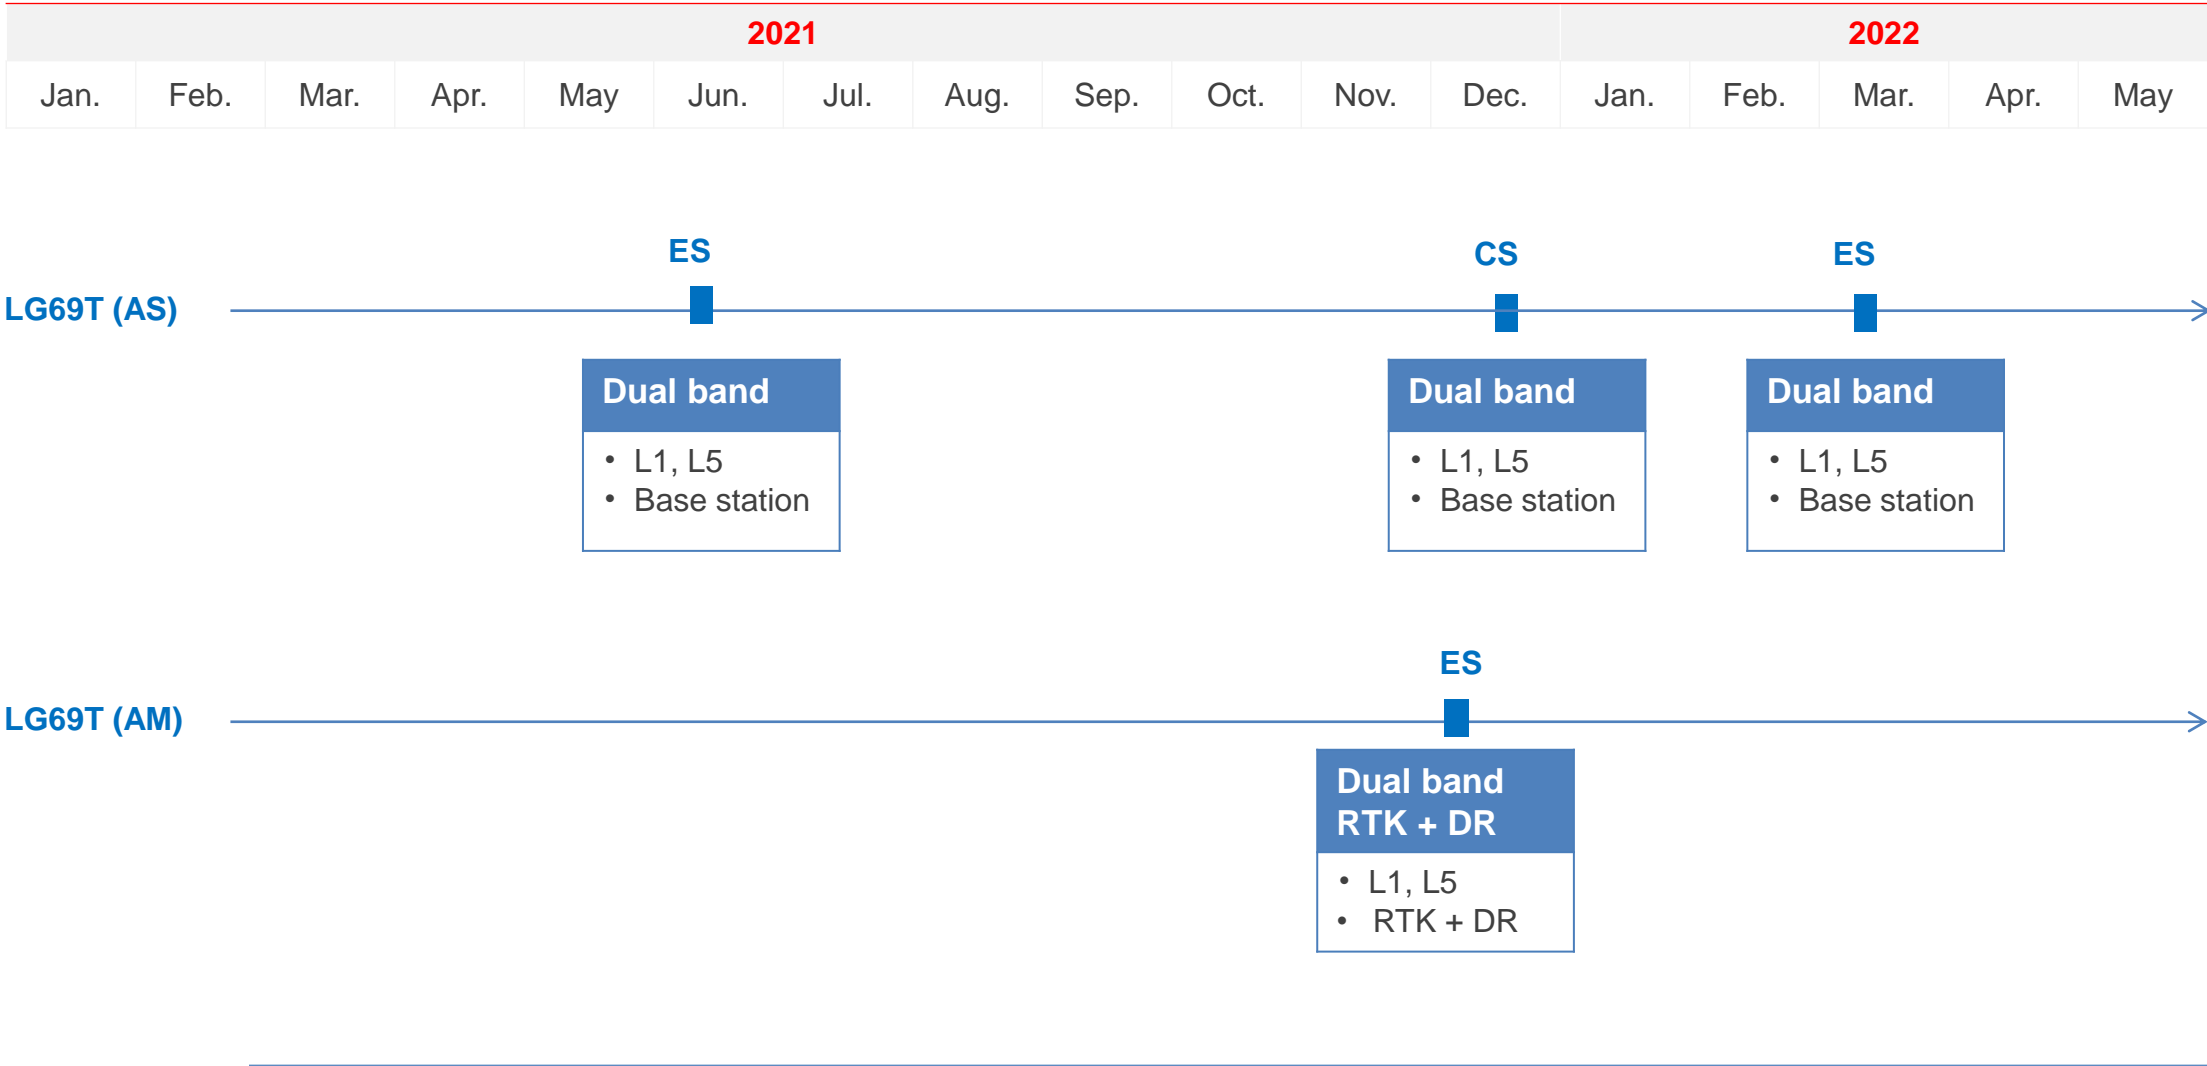 2021 2022
Jan. Feb. Mar. Apr. May Jun. Jul. Aug. Sep. Oct. Nov. Dec. Jan. Feb. Mar. Apr. May
ES CS ES
LG69T (AS)
Dual band
• L1, L5
• Base station
Dual band
• L1, L5
• Base station
Dual band
• L1, L5
• Base station
ES
LG69T (AM)
Dual band
RTK + DR
• L1, L5
• RTK + DR